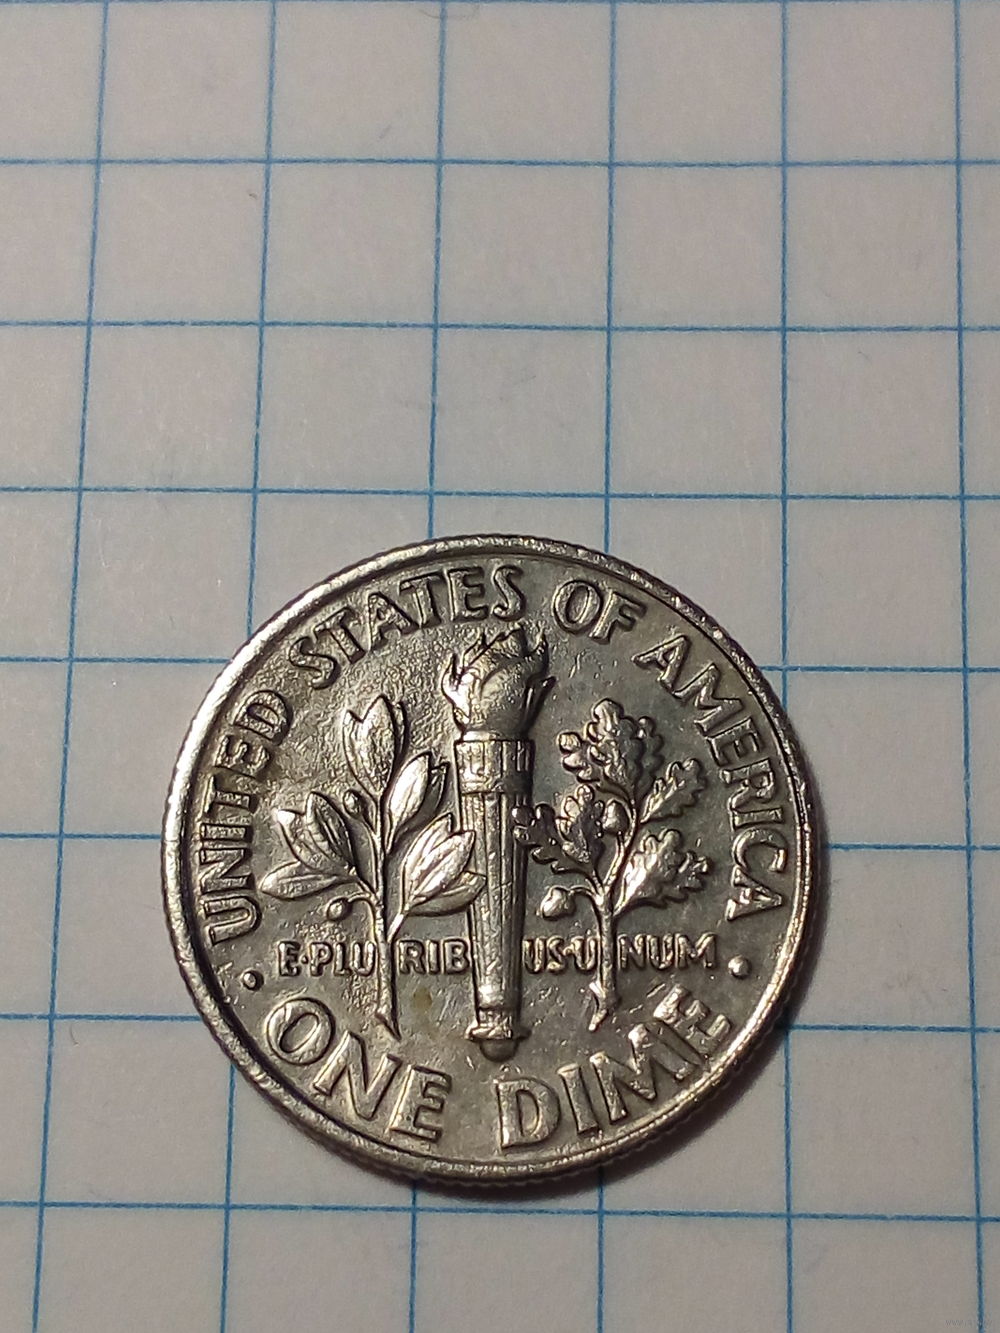 UNITED STATES OF AMERICA
E·PLURIBUS·UNUM
ONE DIME